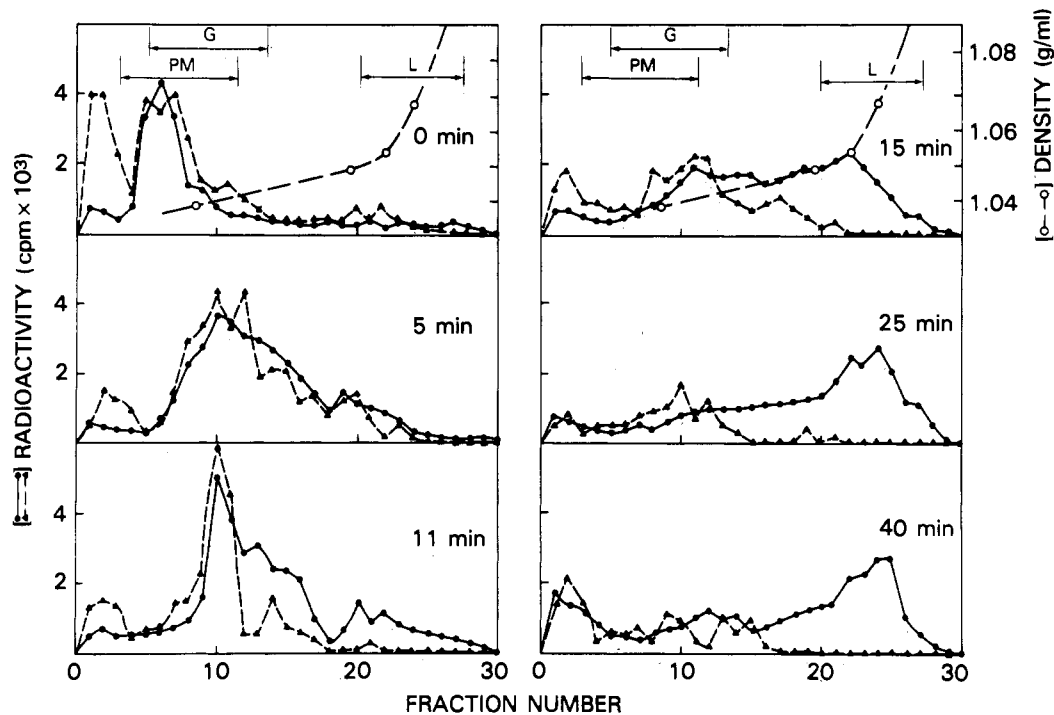 G
PM
L
0 min
4
2
5 min
4
2
11 min
4
2
0
10
20
30
G
PM
L
15 min
1.08
1.06
1.04
25 min
40 min
0
10
20
30
RADIOACTIVITY (cpm × 10³)
DENSITY (g/ml)
FRACTION NUMBER